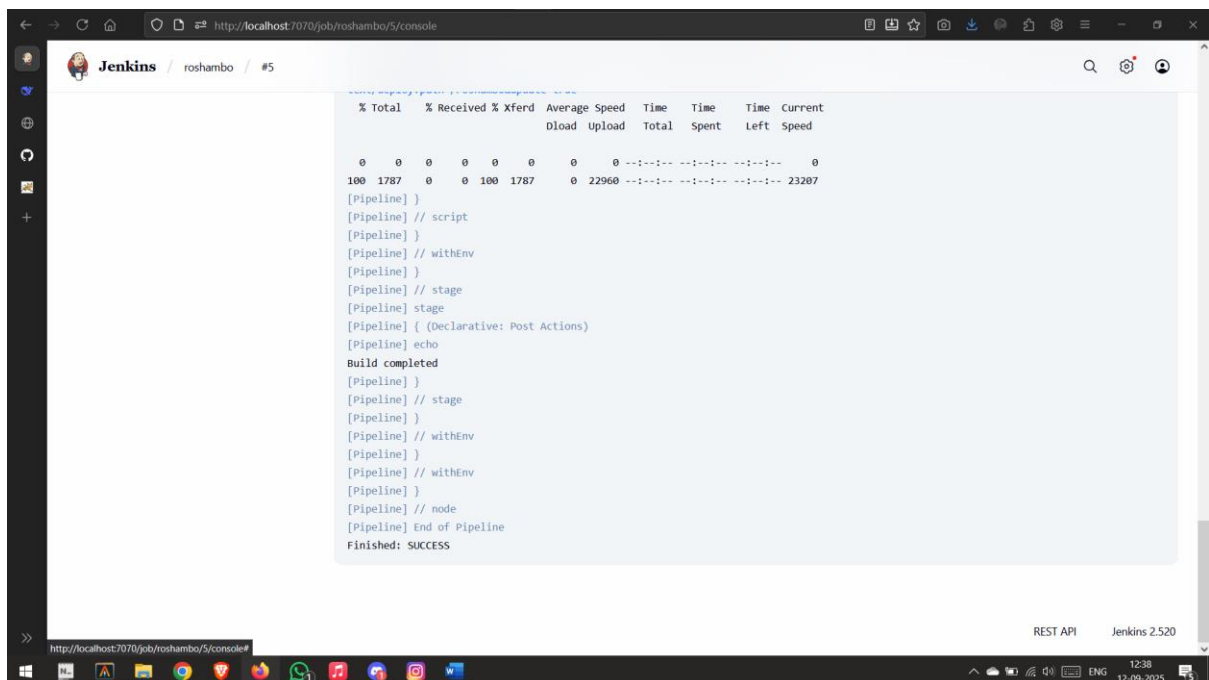 http://localhost:7070/job/roshambo/5/console
Jenkins / roshambo / #5
% Total % Received % Xferd Average Speed Time Time Time Current
Dload Upload Total Spent Left Speed
0 0 0 0 0 0 0 0 --:--:-- --:--:-- --:--:-- 0
100 1787 0 0 100 1787 0 22960 --:--:-- --:--:-- --:--:-- 23207
[Pipeline] }
[Pipeline] // script
[Pipeline] }
[Pipeline] // withEnv
[Pipeline] }
[Pipeline] // stage
[Pipeline] stage
[Pipeline] { (Declarative: Post Actions)
[Pipeline] echo
Build completed
[Pipeline] }
[Pipeline] // stage
[Pipeline] }
[Pipeline] // withEnv
[Pipeline] }
[Pipeline] // withEnv
[Pipeline] }
[Pipeline] // node
[Pipeline] End of Pipeline
Finished: SUCCESS
REST API Jenkins 2.520
http://localhost:7070/job/roshambo/5/console#
ENG
12:38
12-09-2025